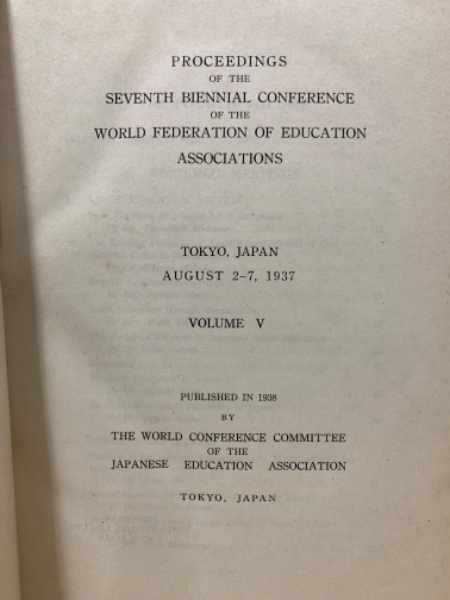 PROCEEDINGS
OF THE
SEVENTH BIENNIAL CONFERENCE
OF THE
WORLD FEDERATION OF EDUCATION
ASSOCIATIONS
TOKYO, JAPAN
AUGUST 2–7, 1937
VOLUME V
PUBLISHED IN 1938
BY
THE WORLD CONFERENCE COMMITTEE
OF THE
JAPANESE EDUCATION ASSOCIATION
TOKYO, JAPAN